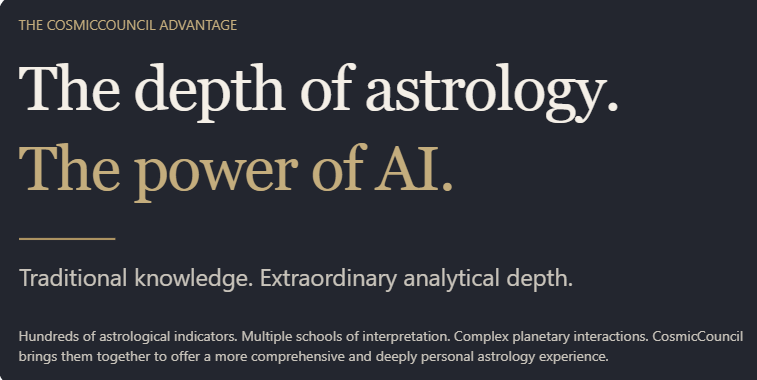 THE COSMICCOUNCIL ADVANTAGE
The depth of astrology.
The power of AI.
Traditional knowledge. Extraordinary analytical depth.
Hundreds of astrological indicators. Multiple schools of interpretation. Complex planetary interactions. CosmicCouncil
brings them together to offer a more comprehensive and deeply personal astrology experience.